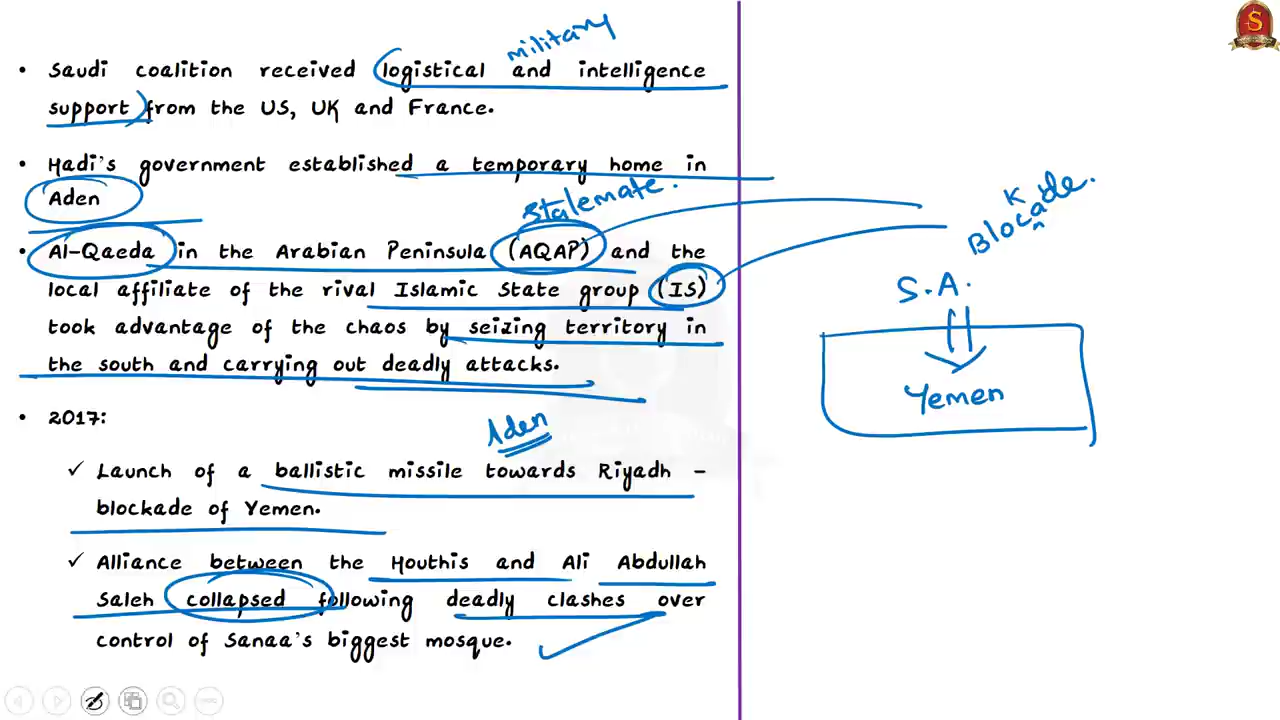 military
• Saudi coalition received logistical and intelligence
support from the US, UK and France.
• Hadi's government established a temporary home in
Aden
Stalemate.
• Al-Qaeda in the Arabian Peninsula (AQAP) and the
local affiliate of the rival Islamic State group (IS)
took advantage of the chaos by seizing territory in
the south and carrying out deadly attacks.
• 2017:
Aden
✓ Launch of a ballistic missile towards Riyadh –
blockade of Yemen.
✓ Alliance between the Houthis and Ali Abdullah
Saleh collapsed following deadly clashes over
control of Sanaa's biggest mosque.
K
Blocade.
S.A.
Yemen